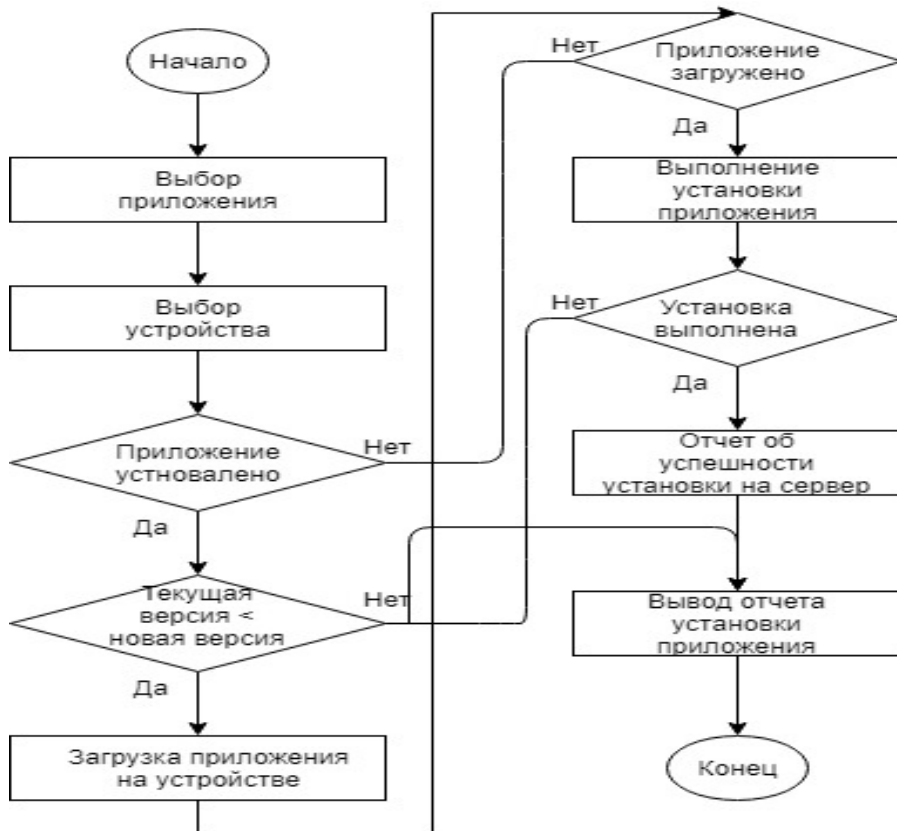 Начало
Выбор
приложения
Выбор
устройства
Приложение
устновалено
Нет
Да
Текущая
версия <
новая версия
Нет
Да
Загрузка приложения
на устройстве
Нет
Приложение
загружено
Да
Выполнение
установки
приложения
Нет
Установка
выполнена
Да
Отчет об
успешности
установки на сервер
Вывод отчета
установки
приложения
Конец